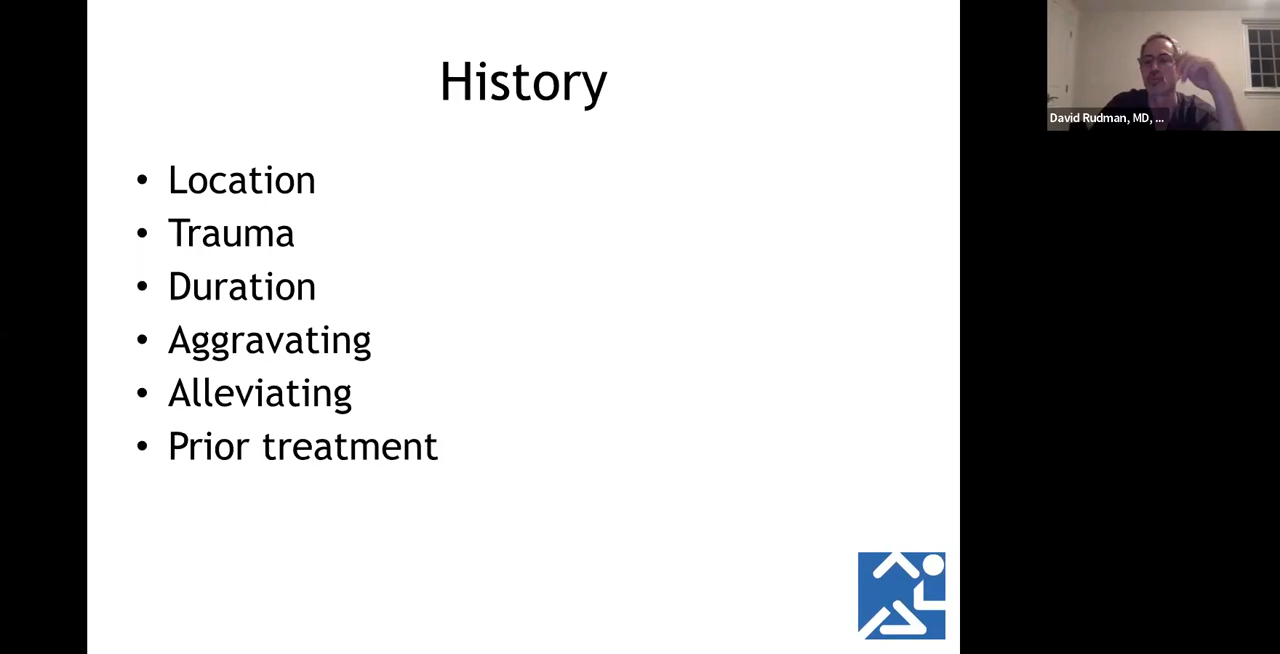 History
• Location
• Trauma
• Duration
• Aggravating
• Alleviating
• Prior treatment
David Rudman, MD, ...